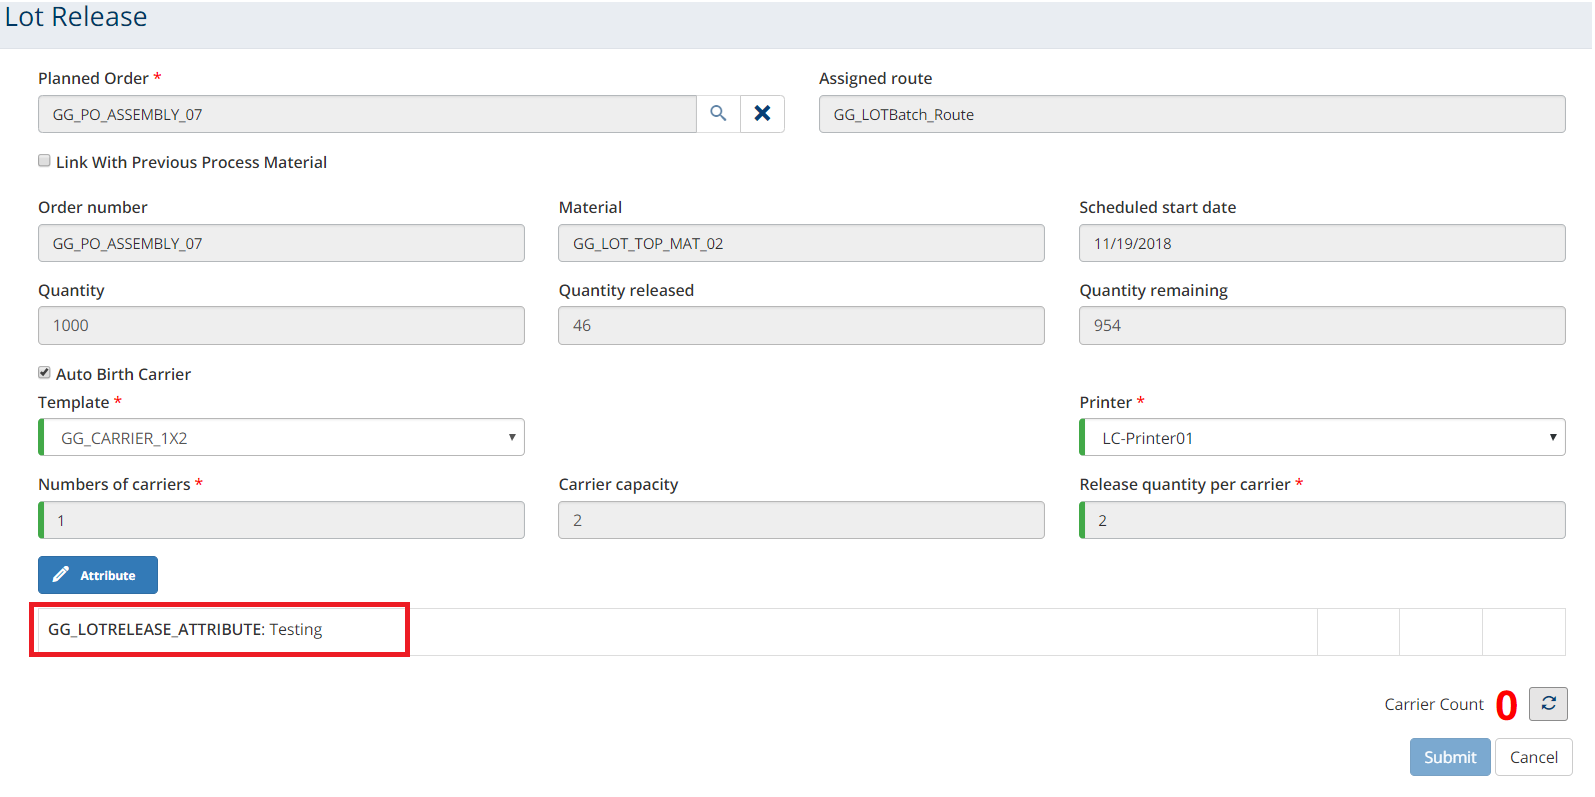 Lot Release
Planned Order * Assigned route
GG_PO_ASSEMBLY_07 GG_LOTBatch_Route
Link With Previous Process Material
Order number Material Scheduled start date
GG_PO_ASSEMBLY_07 GG_LOT_TOP_MAT_02 11/19/2018
Quantity Quantity released Quantity remaining
1000 46 954
Auto Birth Carrier
Template * Printer *
GG_CARRIER_1X2 LC-Printer01
Numbers of carriers * Carrier capacity Release quantity per carrier *
1 2 2
Attribute
GG_LOTRELEASE_ATTRIBUTE: Testing
Carrier Count 0
Submit Cancel